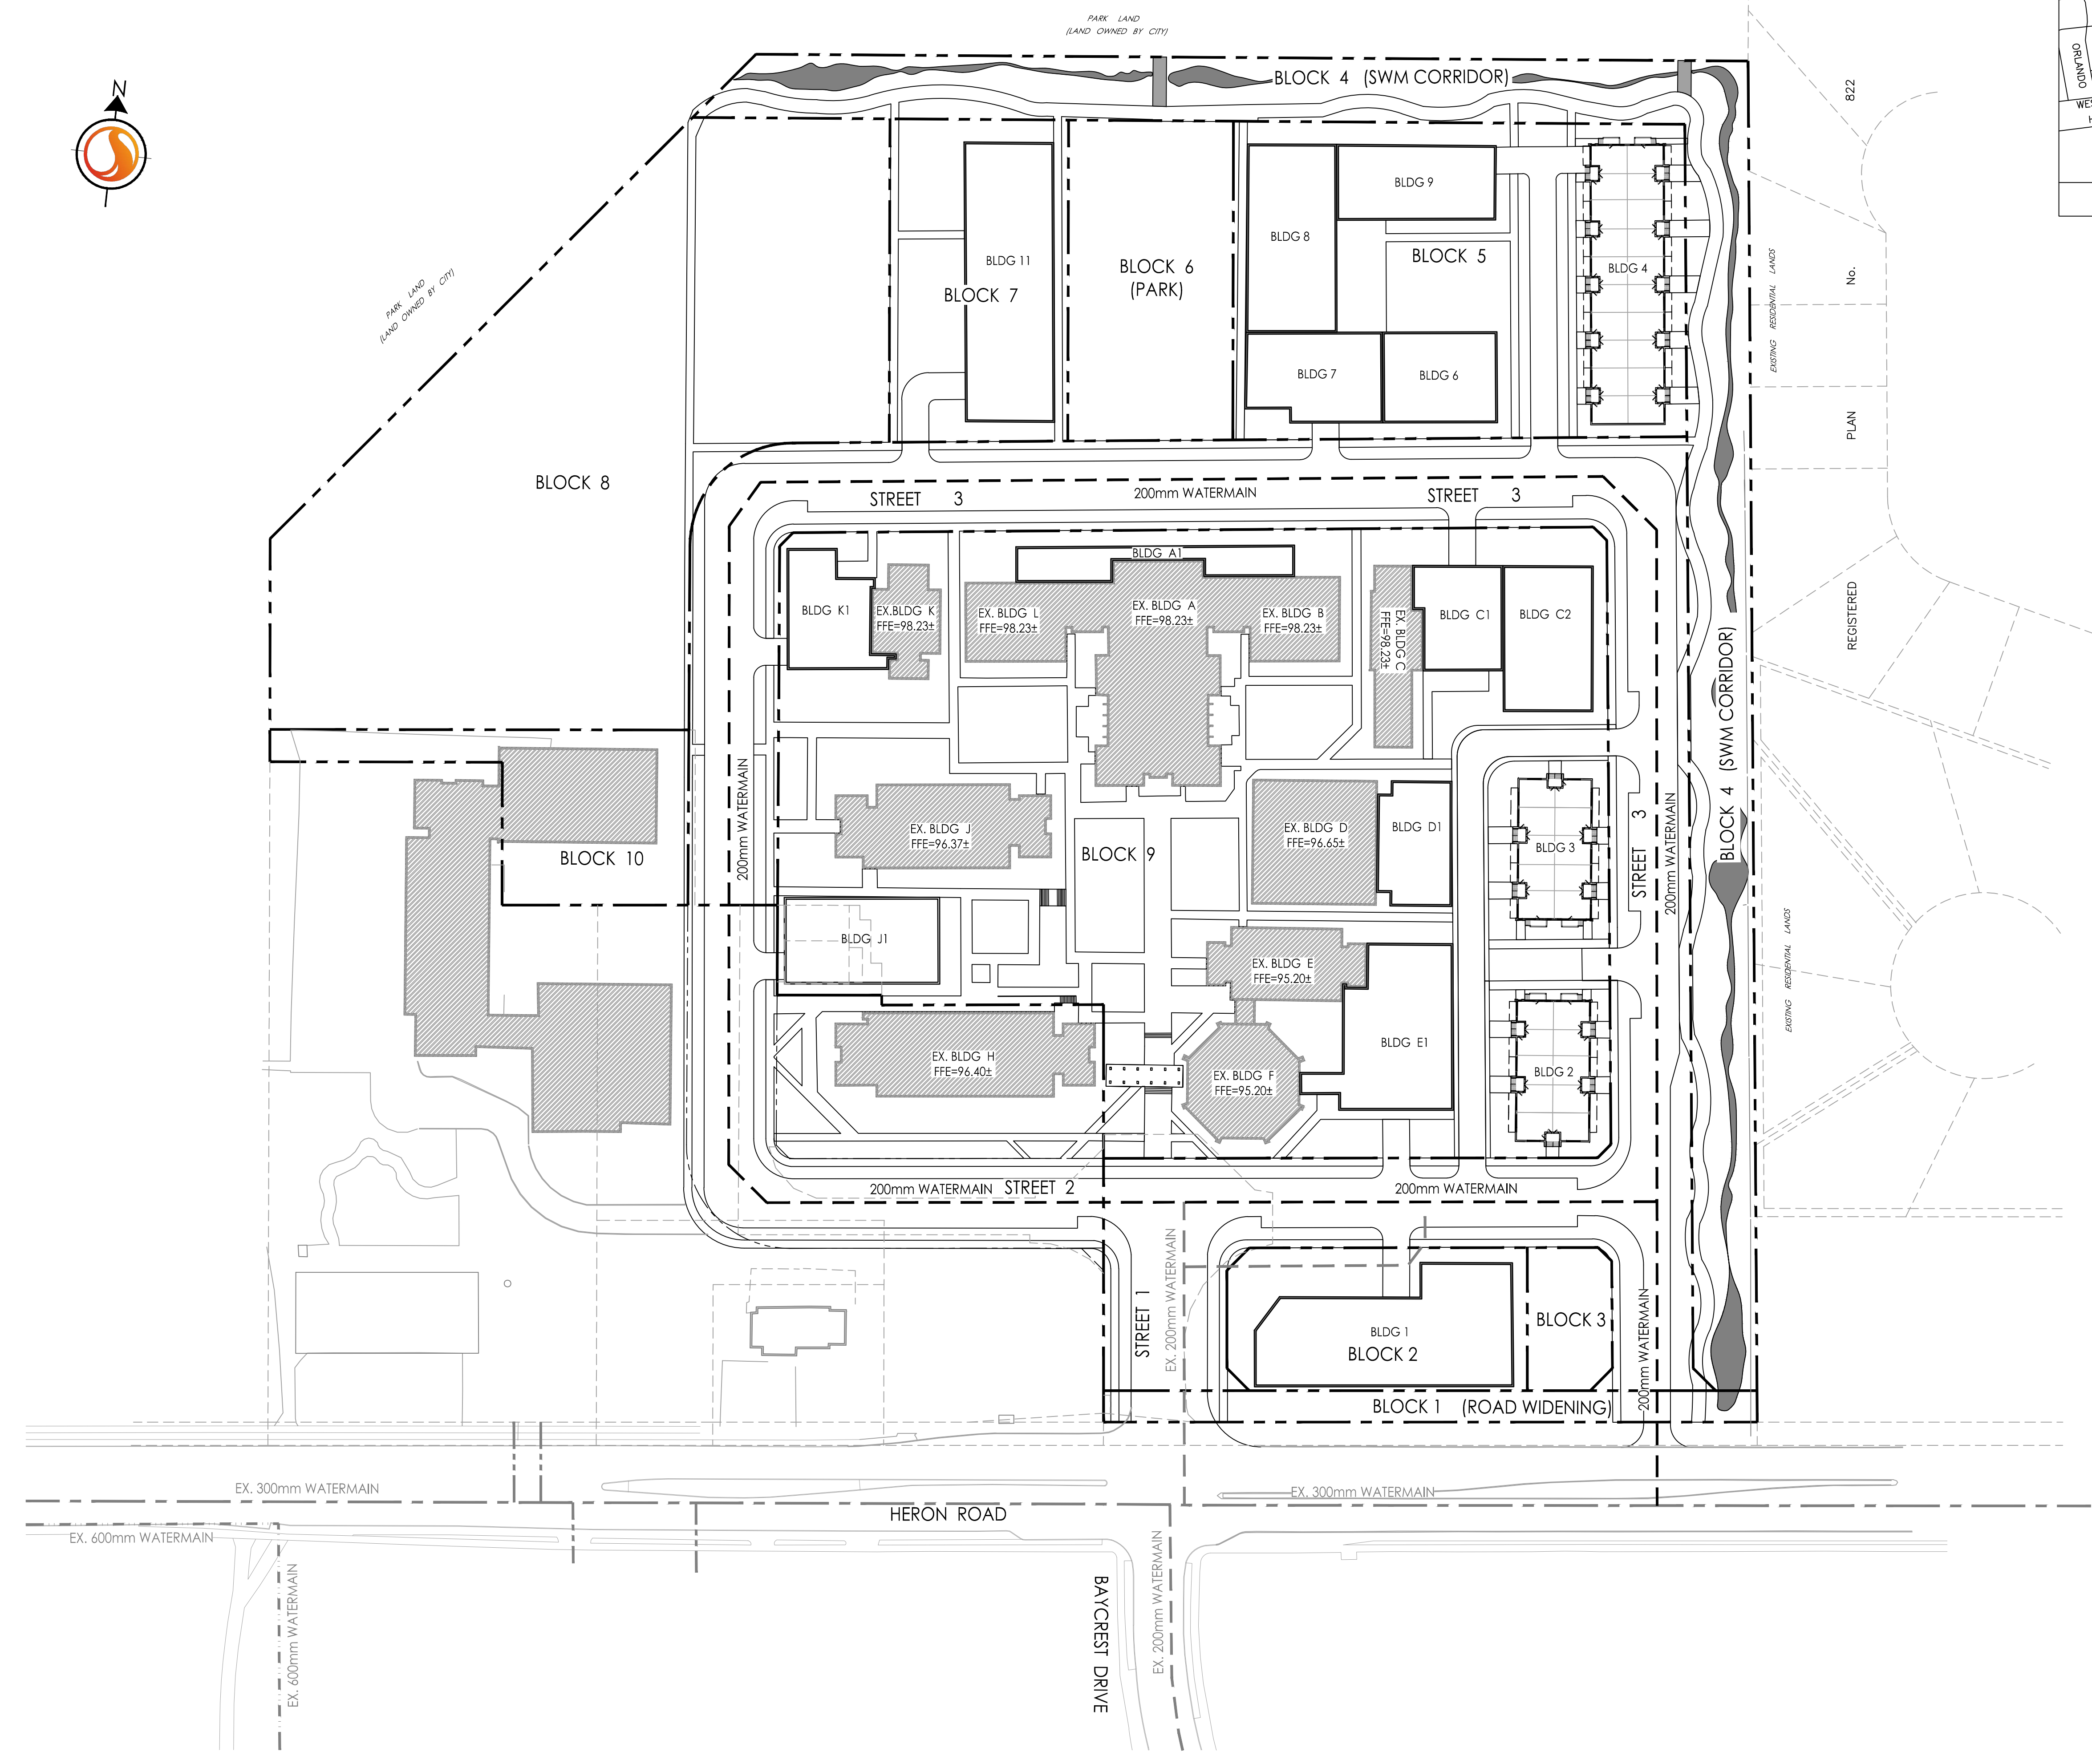 PARK LAND
(LAND OWNED BY CITY)
N
BLOCK 4 (SWM CORRIDOR)
822
ORLANDO
PARK LAND
(LAND OWNED BY CITY)
BLDG 11
BLOCK 7
BLOCK 6
(PARK)
BLDG 8
BLDG 9
BLOCK 5
BLDG 4
BLDG 7
BLDG 6
EXISTING RESIDENTIAL LANDS
No.
PLAN
REGISTERED
BLOCK 8
STREET 3
200mm WATERMAIN
STREET 3
BLDG A1
BLDG K1
EX.BLDG K
FFE=98.23±
EX. BLDG L
FFE=98.23±
EX. BLDG A
FFE=98.23±
EX. BLDG B
FFE=98.23±
EX. BLDG C
FFE=98.23±
BLDG C1
BLDG C2
BLOCK 4 (SWM CORRIDOR)
200mm WATERMAIN
BLOCK 10
EX. BLDG J
FFE=96.37±
BLOCK 9
EX. BLDG D
FFE=96.65±
BLDG D1
BLDG 3
STREET 3
200mm WATERMAIN
BLDG J1
EX. BLDG E
FFE=95.20±
EXISTING RESIDENTIAL LANDS
EX. BLDG H
FFE=96.40±
EX. BLDG F
FFE=95.20±
BLDG E1
BLDG 2
200mm WATERMAIN STREET 2
200mm WATERMAIN
STREET 1
EX. 200mm WATERMAIN
BLDG 1
BLOCK 2
BLOCK 3
200mm WATERMAIN
BLOCK 1 (ROAD WIDENING)
EX. 300mm WATERMAIN
EX. 300mm WATERMAIN
HERON ROAD
EX. 600mm WATERMAIN
EX. 600mm WATERMAIN
BAYCREST DRIVE
EX. 200mm WATERMAIN